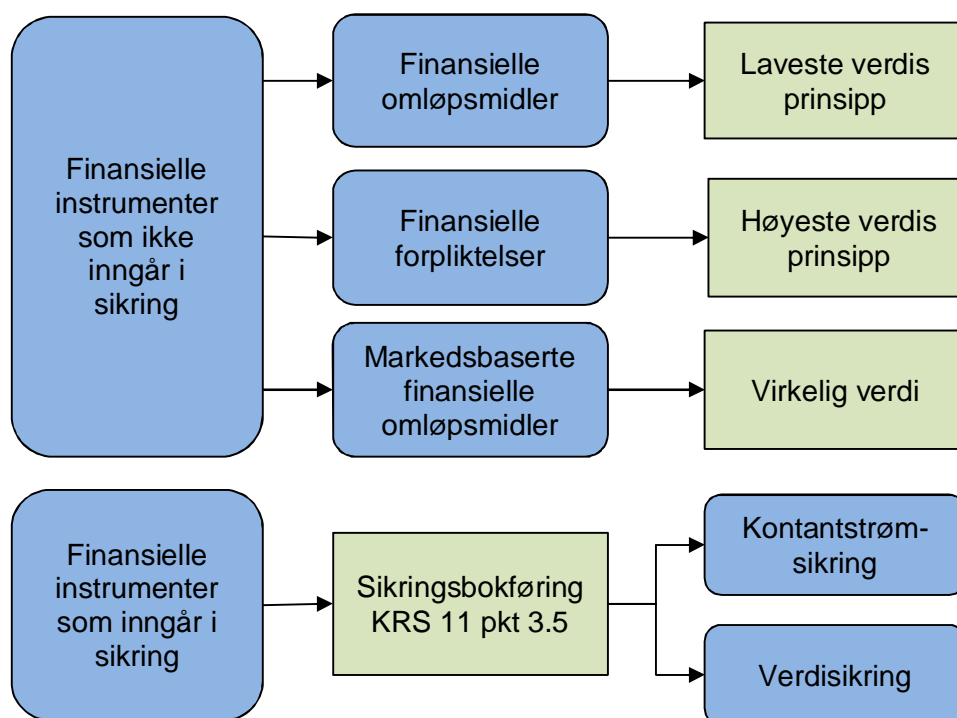 Finansielle
instrumenter
som ikke
inngår i
sikring
Finansielle
omløpsmidler
Laveste verdis
prinsipp
Finansielle
forpliktelser
Høyeste verdis
prinsipp
Markedsbaserte
finansielle
omløpsmidler
Virkelig verdi
Finansielle
instrumenter
som inngår i
sikring
Sikringsbokføring
KRS 11 pkt 3.5
Kontantstrøm-
sikring
Verdisikring